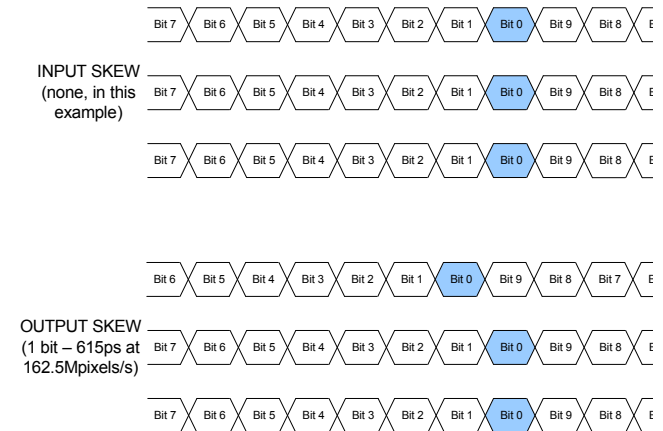 Bit 7 Bit 6 Bit 5 Bit 4 Bit 3 Bit 2 Bit 1 Bit 0 Bit 9 Bit 8
INPUT SKEW
(none, in this
example)
Bit 7 Bit 6 Bit 5 Bit 4 Bit 3 Bit 2 Bit 1 Bit 0 Bit 9 Bit 8
Bit 7 Bit 6 Bit 5 Bit 4 Bit 3 Bit 2 Bit 1 Bit 0 Bit 9 Bit 8
Bit 6 Bit 5 Bit 4 Bit 3 Bit 2 Bit 1 Bit 0 Bit 9 Bit 8 Bit 7
OUTPUT SKEW
(1 bit – 615ps at
162.5Mpixels/s)
Bit 7 Bit 6 Bit 5 Bit 4 Bit 3 Bit 2 Bit 1 Bit 0 Bit 9 Bit 8
Bit 7 Bit 6 Bit 5 Bit 4 Bit 3 Bit 2 Bit 1 Bit 0 Bit 9 Bit 8